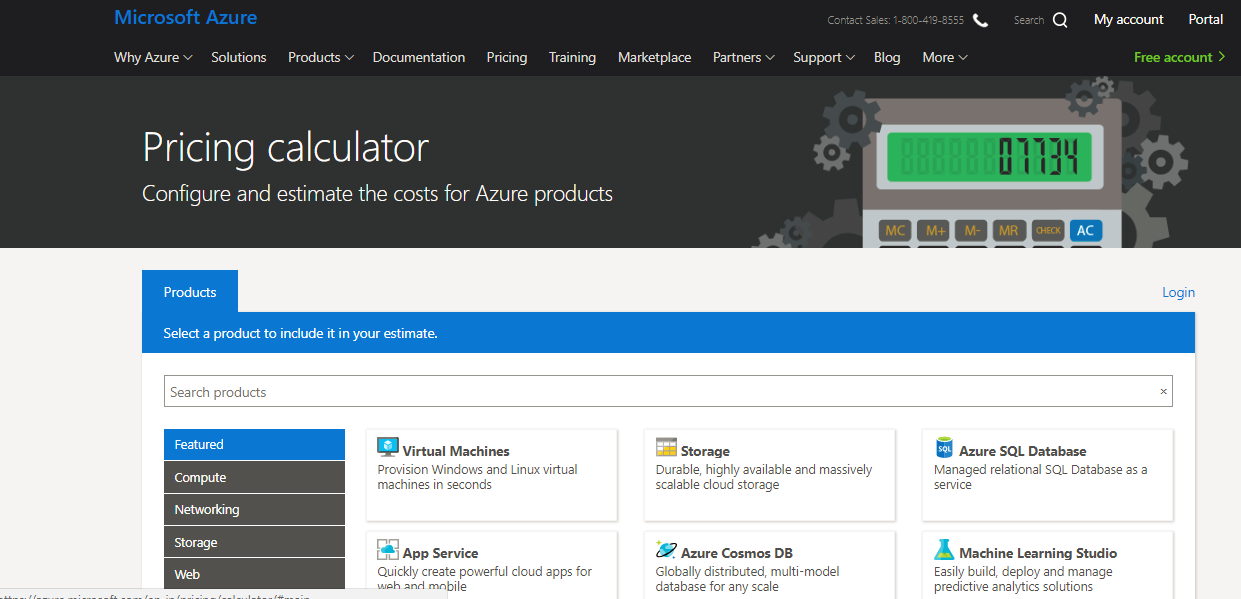 Microsoft Azure
Contact Sales: 1-800-419-8555
Search
My account
Portal
Why Azure
Solutions
Products
Documentation
Pricing
Training
Marketplace
Partners
Support
Blog
More
Free account
Pricing calculator
Configure and estimate the costs for Azure products
07734
MC
M+
M-
MR
CHECK
AC
Products
Login
Select a product to include it in your estimate.
Search products
×
Featured
Compute
Networking
Storage
Web
Virtual Machines
Provision Windows and Linux virtual
machines in seconds
Storage
Durable, highly available and massively
scalable cloud storage
SQL
Azure SQL Database
Managed relational SQL Database as a
service
App Service
Quickly create powerful cloud apps for
web and mobile
Azure Cosmos DB
Globally distributed, multi-model
database for any scale
Machine Learning Studio
Easily build, deploy and manage
predictive analytics solutions